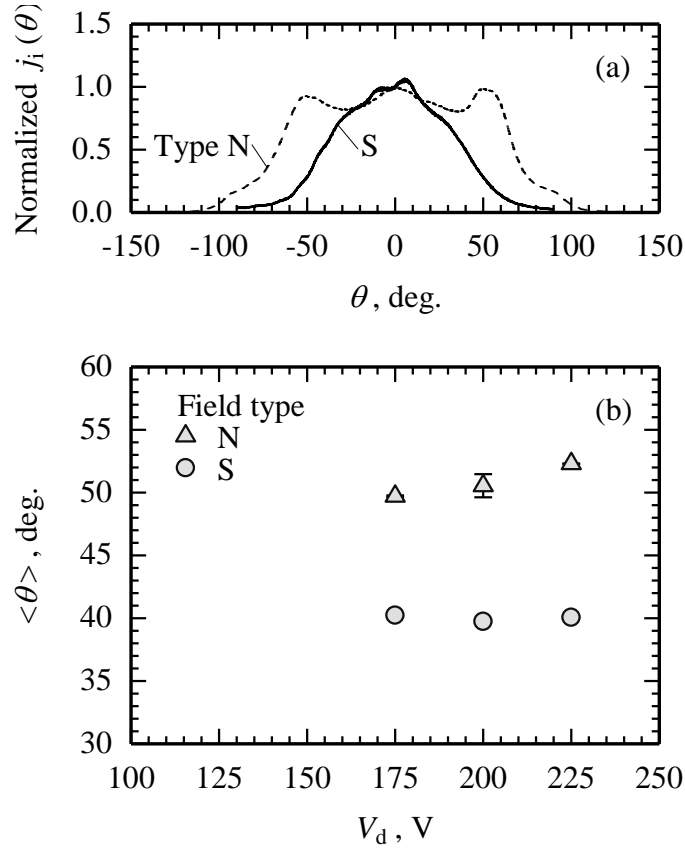 Normalized j_i(θ)
1.5
(a)
1.0
0.5
Type N
S
0.0
-150 -100 -50 0 50 100 150
θ, deg.
<θ>, deg.
60
Field type
(b)
N
55
S
50
45
40
35
30
100 125 150 175 200 225 250
V_d, V